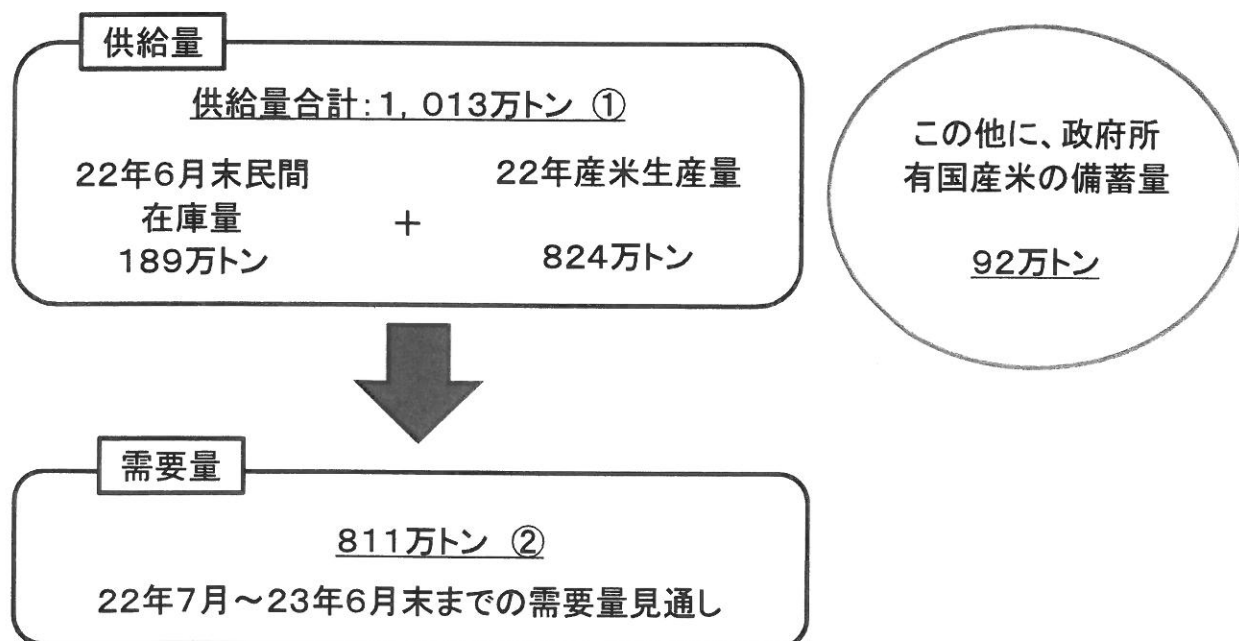 供給量
供給量合計:1,013万トン ①
22年6月末民間
在庫量
189万トン
+
22年産米生産量
824万トン
この他に、政府所
有国産米の備蓄量
92万トン
需要量
811万トン ②
22年7月~23年6月末までの需要量見通し